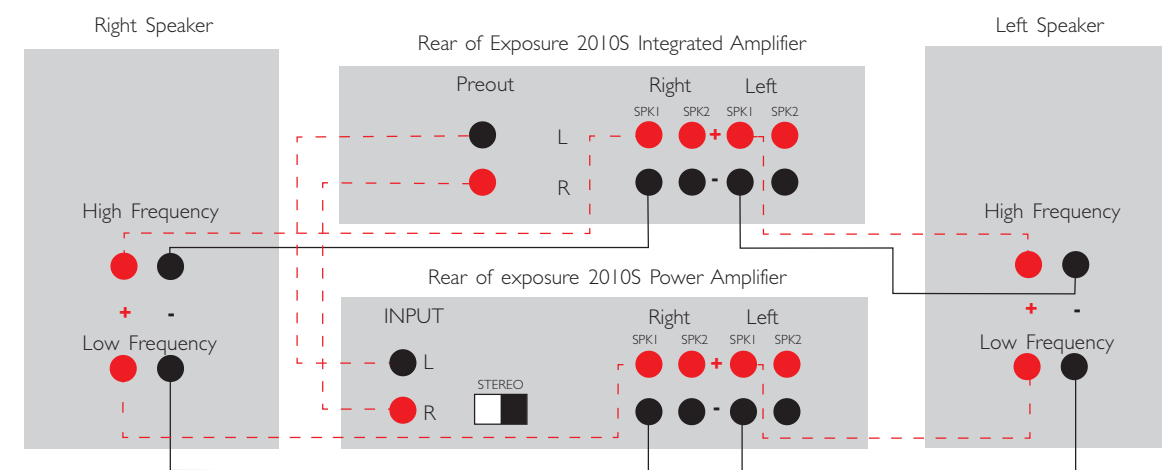 Right Speaker
Left Speaker
Rear of Exposure 2010S Integrated Amplifier
Preout
Right
Left
SPK1
SPK2
SPK1
SPK2
L
+
R
-
High Frequency
+
-
Low Frequency
High Frequency
+
-
Low Frequency
Rear of exposure 2010S Power Amplifier
INPUT
Right
Left
SPK1
SPK2
SPK1
SPK2
L
+
STEREO
R
-